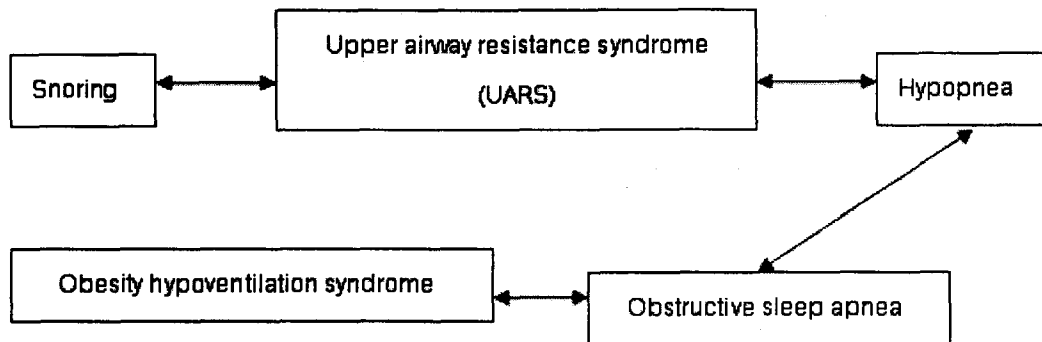 Upper airway resistance syndrome
(UARS)
Snoring
Hypopnea
Obesity hypoventilation syndrome
Obstructive sleep apnea